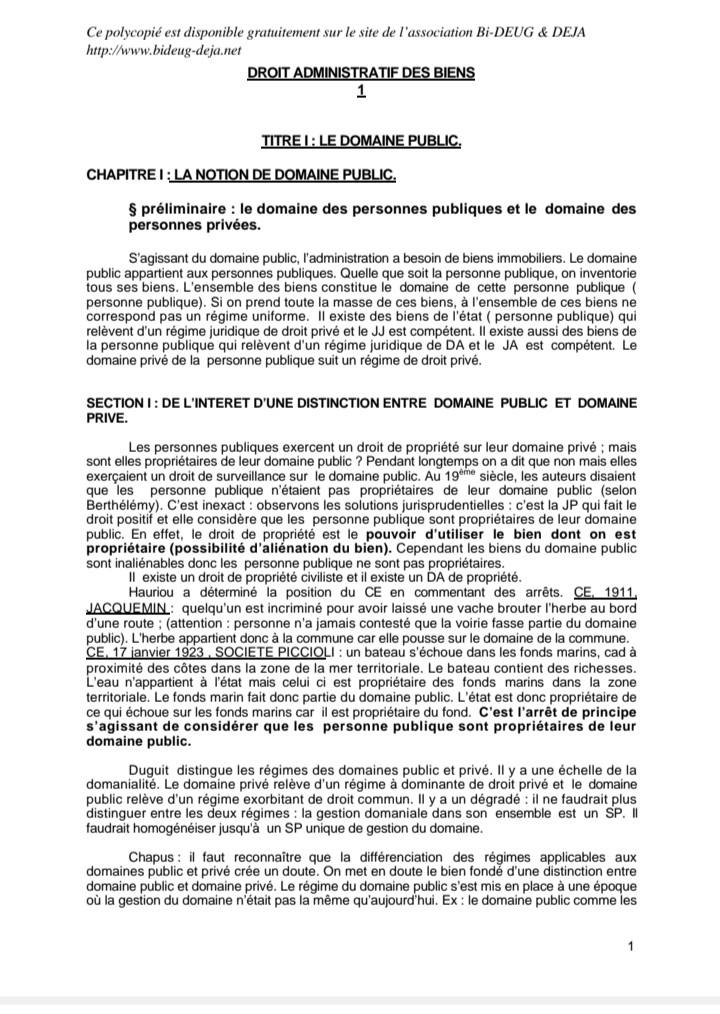 Ce polycopié est disponible gratuitement sur le site de l'association Bi-DEUG & DEJA
http://www.bideug-deja.net
DROIT ADMINISTRATIF DES BIENS
1
TITRE I : LE DOMAINE PUBLIC.
CHAPITRE I : LA NOTION DE DOMAINE PUBLIC.
§ préliminaire : le domaine des personnes publiques et le domaine des
personnes privées.
S'agissant du domaine public, l'administration a besoin de biens immobiliers. Le domaine
public appartient aux personnes publiques. Quelle que soit la personne publique, on inventorie
tous ses biens. L'ensemble des biens constitue le domaine de cette personne publique (
personne publique). Si on prend toute la masse de ces biens, à l'ensemble de ces biens ne
correspond pas un régime uniforme. Il existe des biens de l'état ( personne publique) qui
relèvent d'un régime juridique de droit privé et le JJ est compétent. Il existe aussi des biens de
la personne publique qui relèvent d'un régime juridique de DA et le JA est compétent. Le
domaine privé de la personne publique suit un régime de droit privé.
SECTION I : DE L'INTERET D'UNE DISTINCTION ENTRE DOMAINE PUBLIC ET DOMAINE
PRIVE.
Les personnes publiques exercent un droit de propriété sur leur domaine privé ; mais
sont elles propriétaires de leur domaine public ? Pendant longtemps on a dit que non mais elles
exerçaient un droit de surveillance sur le domaine public. Au 19ème siècle, les auteurs disaient
que les personne publique n'étaient pas propriétaires de leur domaine public (selon
Berthélémy). C'est inexact : observons les solutions jurisprudentielles : c'est la JP qui fait le
droit positif et elle considère que les personne publique sont propriétaires de leur domaine
public. En effet, le droit de propriété est le pouvoir d'utiliser le bien dont on est
propriétaire (possibilité d'aliénation du bien). Cependant les biens du domaine public
sont inaliénables donc les personne publique ne sont pas propriétaires.
Il existe un droit de propriété civiliste et il existe un DA de propriété.
Hauriou a déterminé la position du CE en commentant des arrêts. CE, 1911,
JACQUEMIN : quelqu'un est incriminé pour avoir laissé une vache brouter l'herbe au bord
d'une route ; (attention : personne n'a jamais contesté que la voirie fasse partie du domaine
public). L'herbe appartient donc à la commune car elle pousse sur le domaine de la commune.
CE, 17 janvier 1923 , SOCIETE PICCIOLI : un bateau s'échoue dans les fonds marins, cad à
proximité des côtes dans la zone de la mer territoriale. Le bateau contient des richesses.
L'eau n'appartient à l'état mais celui ci est propriétaire des fonds marins dans la zone
territoriale. Le fonds marin fait donc partie du domaine public. L'état est donc propriétaire de
ce qui échoue sur les fonds marins car il est propriétaire du fond. C'est l'arrêt de principe
s'agissant de considérer que les personne publique sont propriétaires de leur
domaine public.
Duguit distingue les régimes des domaines public et privé. Il y a une échelle de la
domanialité. Le domaine privé relève d'un régime à dominante de droit privé et le domaine
public relève d'un régime exorbitant de droit commun. Il y a un dégradé : il ne faudrait plus
distinguer entre les deux régimes : la gestion domaniale dans son ensemble est un SP. Il
faudrait homogénéiser jusqu'à un SP unique de gestion du domaine.
Chapus : il faut reconnaître que la différenciation des régimes applicables aux
domaines public et privé crée un doute. On met en doute le bien fondé d'une distinction entre
domaine public et domaine privé. Le régime du domaine public s'est mis en place à une époque
où la gestion du domaine n'était pas la même qu'aujourd'hui. Ex : le domaine public comme les
1